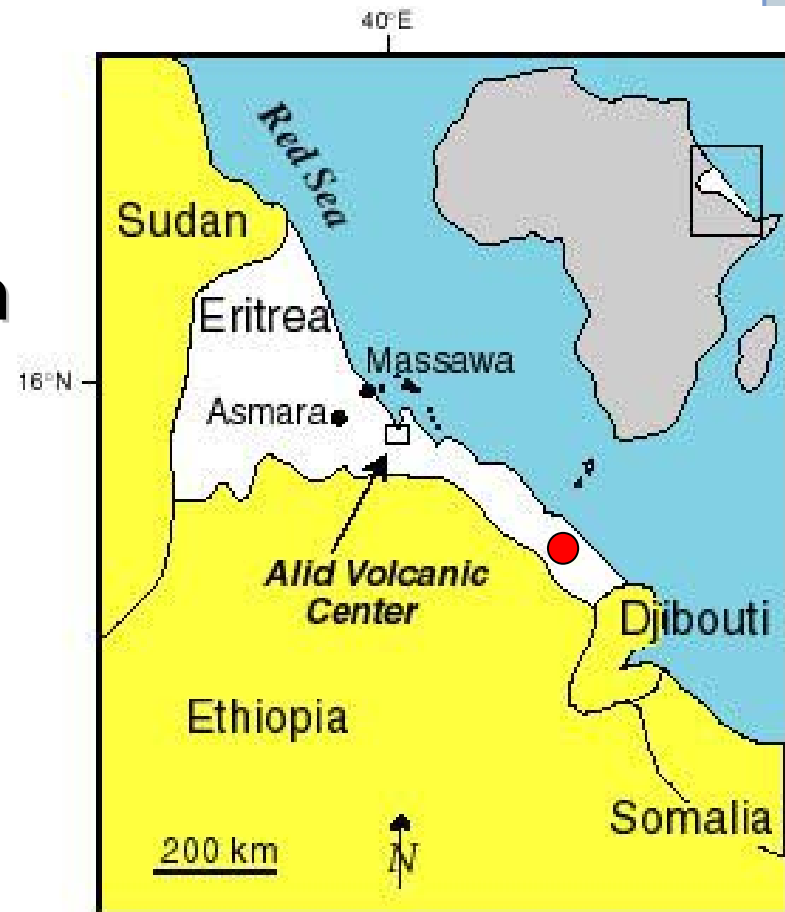 40°E
Red Sea
Sudan
Eritrea
Massawa
16°N
Asmara
Alid Volcanic
Center
Djibouti
Ethiopia
Somalia
200 km
N